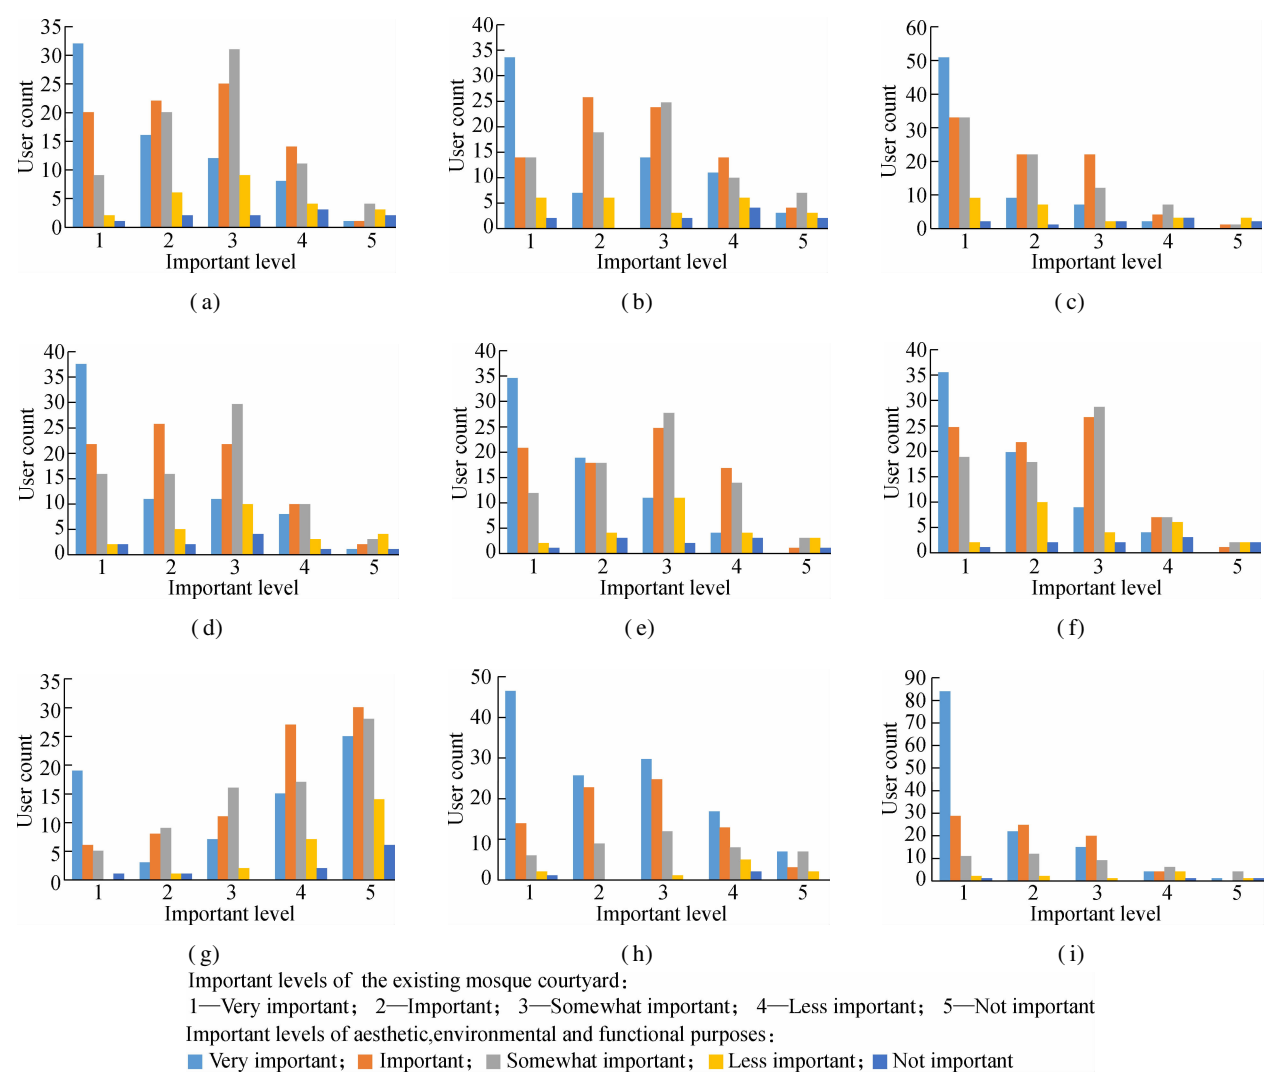 35
30
25
20
15
10
5
0
User count
1 2 3 4 5
Important level
( a )
40
35
30
25
20
15
10
5
0
User count
1 2 3 4 5
Important level
( b )
60
50
40
30
20
10
0
User count
1 2 3 4 5
Important level
( c )
40
35
30
25
20
15
10
5
0
User count
1 2 3 4 5
Important level
( d )
40
35
30
25
20
15
10
5
0
User count
1 2 3 4 5
Important level
( e )
40
35
30
25
20
15
10
5
0
User count
1 2 3 4 5
Important level
( f )
35
30
25
20
15
10
5
0
User count
1 2 3 4 5
Important level
( g )
50
40
30
20
10
0
User count
1 2 3 4 5
Important level
( h )
90
80
70
60
50
40
30
20
10
0
User count
1 2 3 4 5
Important level
( i )
Important levels of the existing mosque courtyard:
1—Very important; 2—Important; 3—Somewhat important; 4—Less important; 5—Not important
Important levels of aesthetic,environmental and functional purposes:
Very important; Important; Somewhat important; Less important; Not important